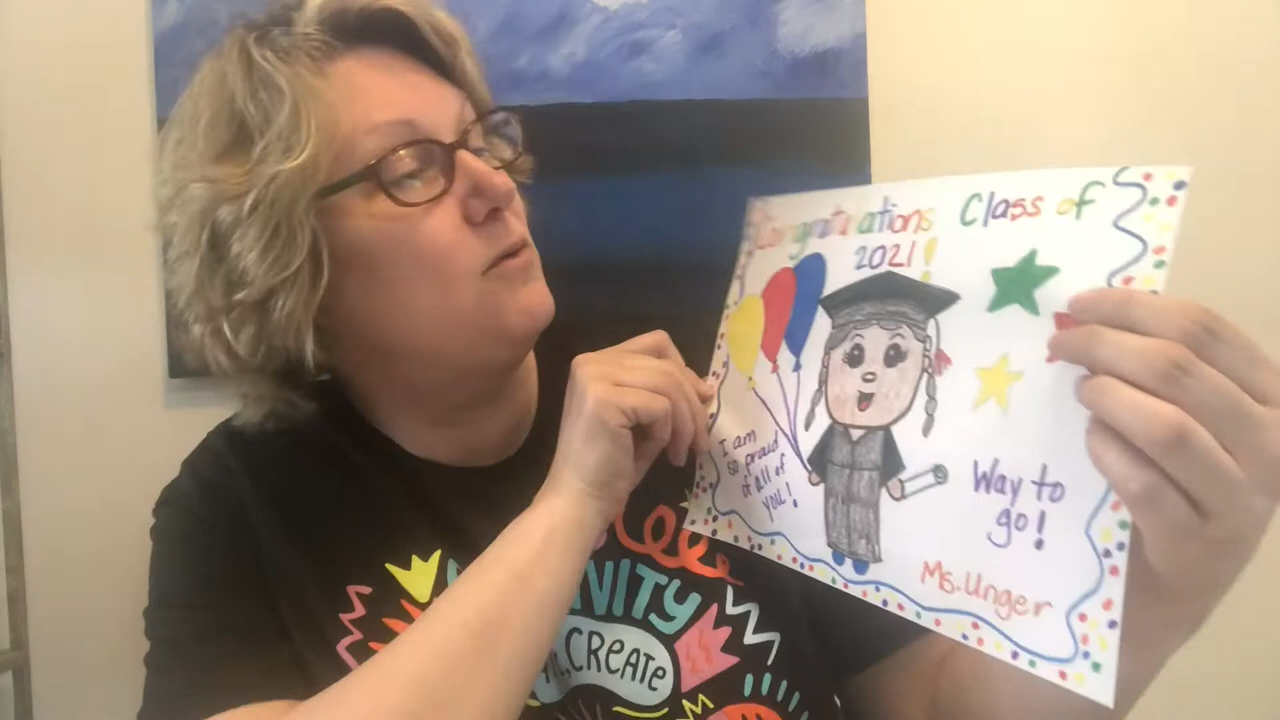 Congratulations Class of
2021!
I am
so proud
of all of
you!
Way to
go!
Ms. Unger
CREATE